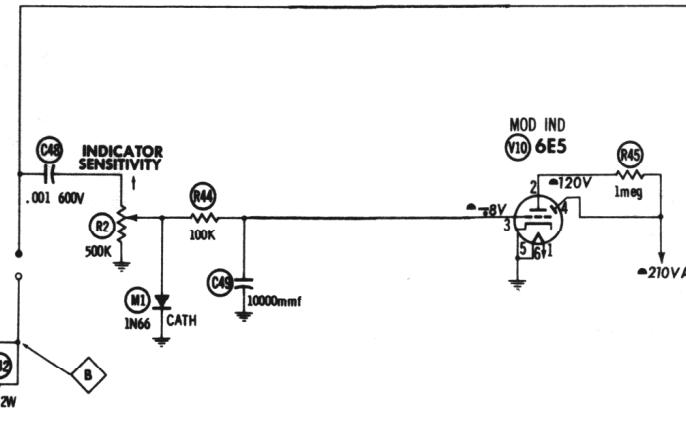 MOD IND
V10 6E5
C48
INDICATOR
SENSITIVITY
R45
.001 600V
R44
2
120V
1meg
R2
.8V
4
3
500K
100K
5
6
1
C49
210VA
M1
10000mmf
1N66
CATH
B
2W